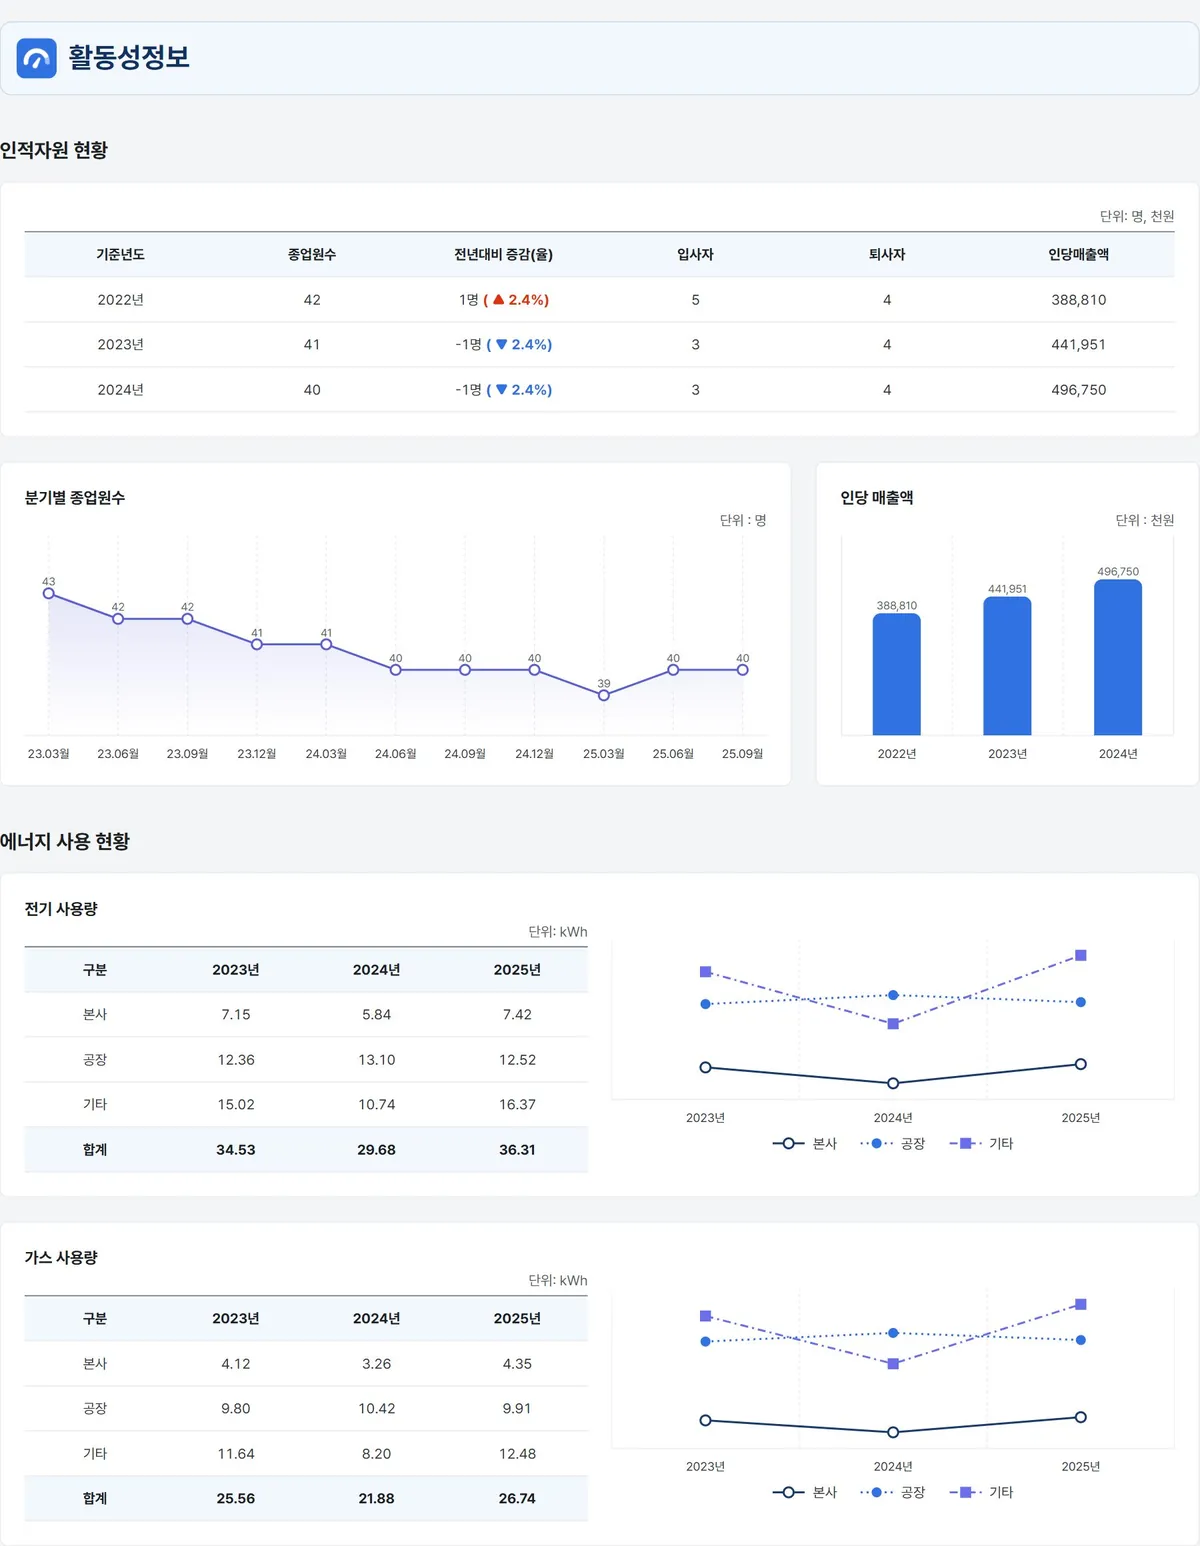 활동성정보
인적자원 현황
단위: 명, 천원
기준년도 종업원수 전년대비 증감(율) 입사자 퇴사자 인당매출액
2022년 42 1명 ( ▲ 2.4%) 5 4 388,810
2023년 41 -1명 ( ▼ 2.4%) 3 4 441,951
2024년 40 -1명 ( ▼ 2.4%) 3 4 496,750
분기별 종업원수
단위 : 명
43 42 42 41 41 40 40 40 39 40 40
23.03월 23.06월 23.09월 23.12월 24.03월 24.06월 24.09월 24.12월 25.03월 25.06월 25.09월
인당 매출액
단위 : 천원
388,810 441,951 496,750
2022년 2023년 2024년
에너지 사용 현황
전기 사용량
단위: kWh
구분 2023년 2024년 2025년
본사 7.15 5.84 7.42
공장 12.36 13.10 12.52
기타 15.02 10.74 16.37
합계 34.53 29.68 36.31
2023년 2024년 2025년
본사 공장 기타
가스 사용량
단위: kWh
구분 2023년 2024년 2025년
본사 4.12 3.26 4.35
공장 9.80 10.42 9.91
기타 11.64 8.20 12.48
합계 25.56 21.88 26.74
2023년 2024년 2025년
본사 공장 기타